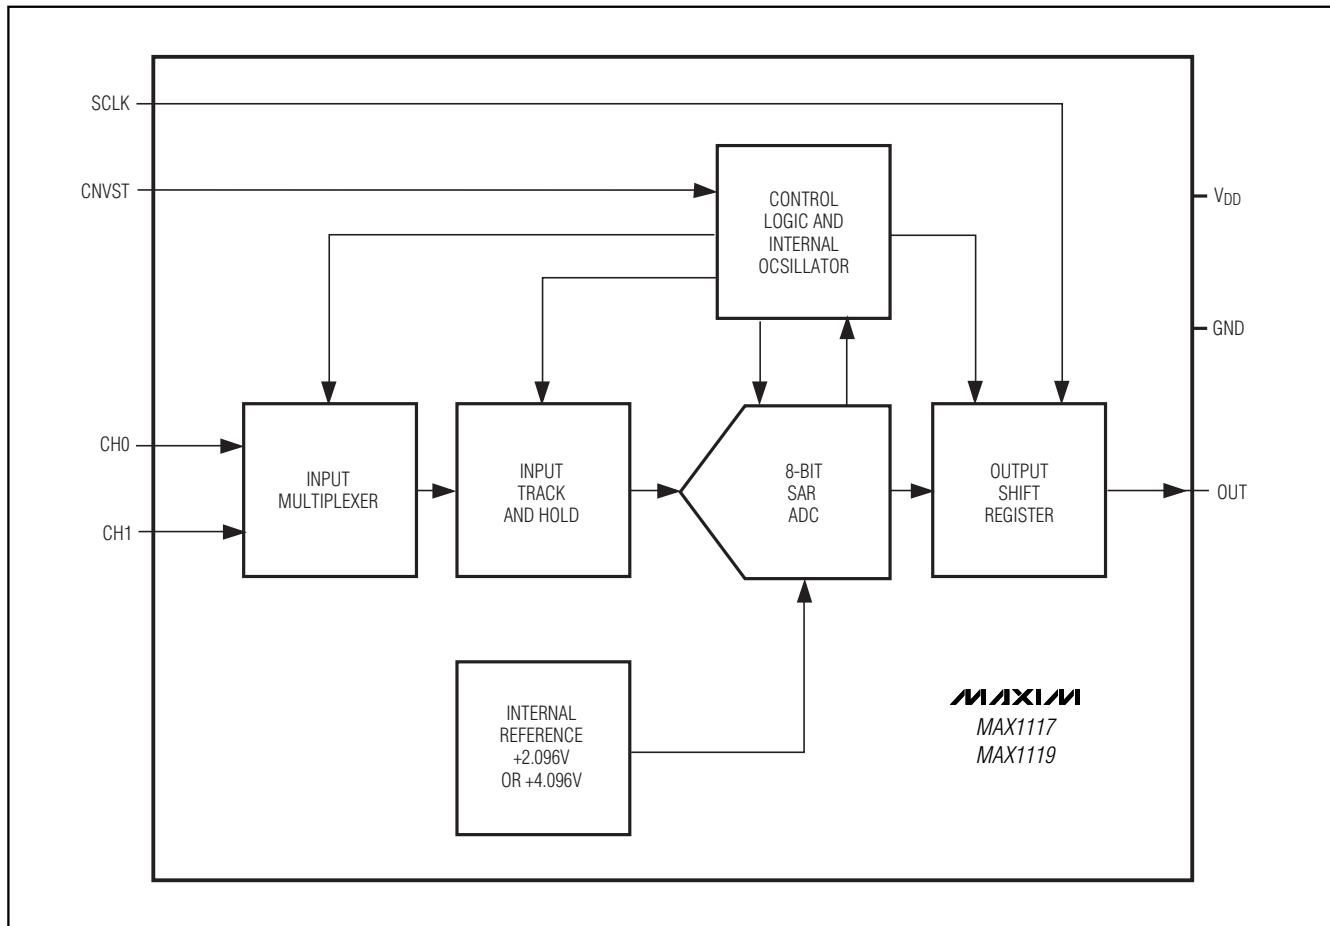 SCLK
CNVST
CONTROL
LOGIC AND
INTERNAL
OCSILLATOR
VDD
GND
CH0
CH1
INPUT
MULTIPLEXER
INPUT
TRACK
AND HOLD
8-BIT
SAR
ADC
OUTPUT
SHIFT
REGISTER
OUT
INTERNAL
REFERENCE
+2.096V
OR +4.096V
MAXIM
MAX1117
MAX1119